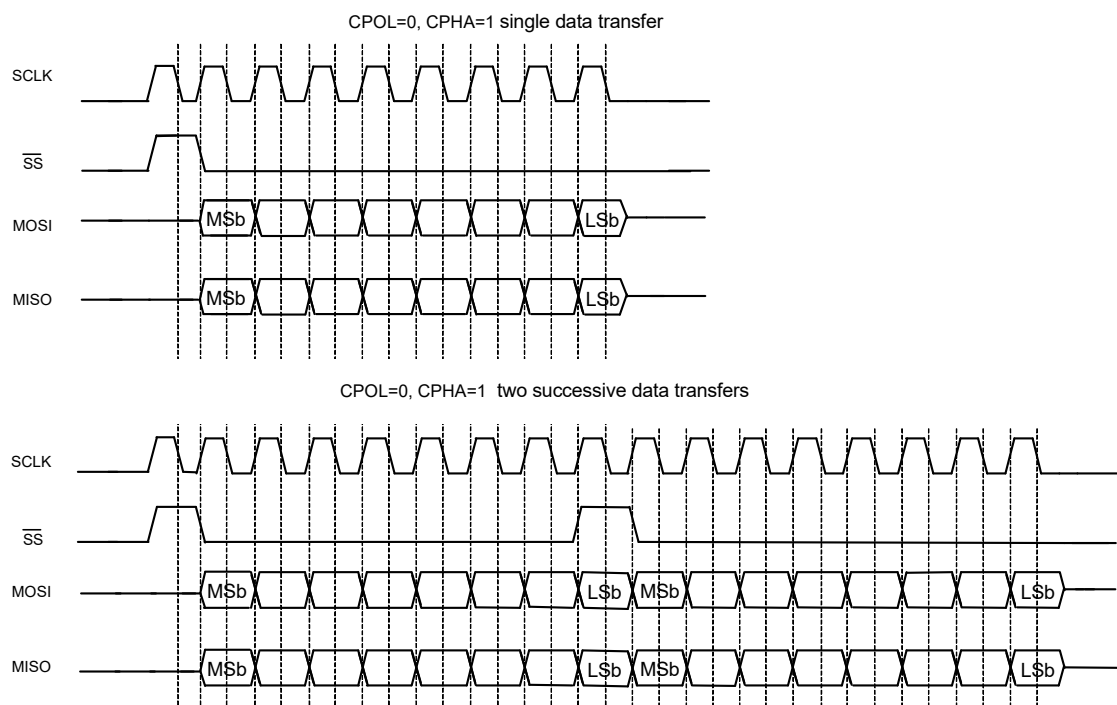 CPOL=0, CPHA=1 single data transfer
SCLK
SS
MOSI MSb LSb
MISO MSb LSb
CPOL=0, CPHA=1 two successive data transfers
SCLK
SS
MOSI MSb LSb MSb LSb
MISO MSb LSb MSb LSb